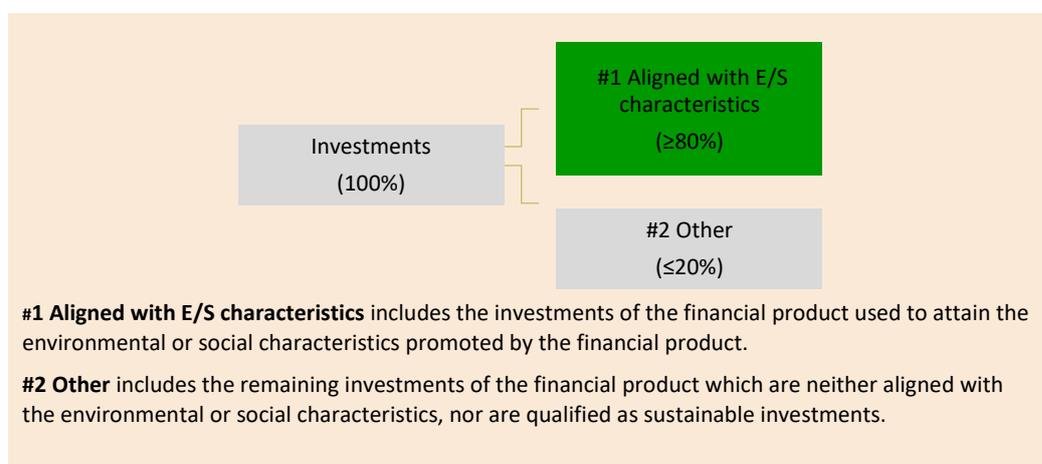 #1 Aligned with E/S
characteristics
(≥80%)
Investments
(100%)
#2 Other
(≤20%)
#1 Aligned with E/S characteristics includes the investments of the financial product used to attain the
environmental or social characteristics promoted by the financial product.
#2 Other includes the remaining investments of the financial product which are neither aligned with
the environmental or social characteristics, nor are qualified as sustainable investments.